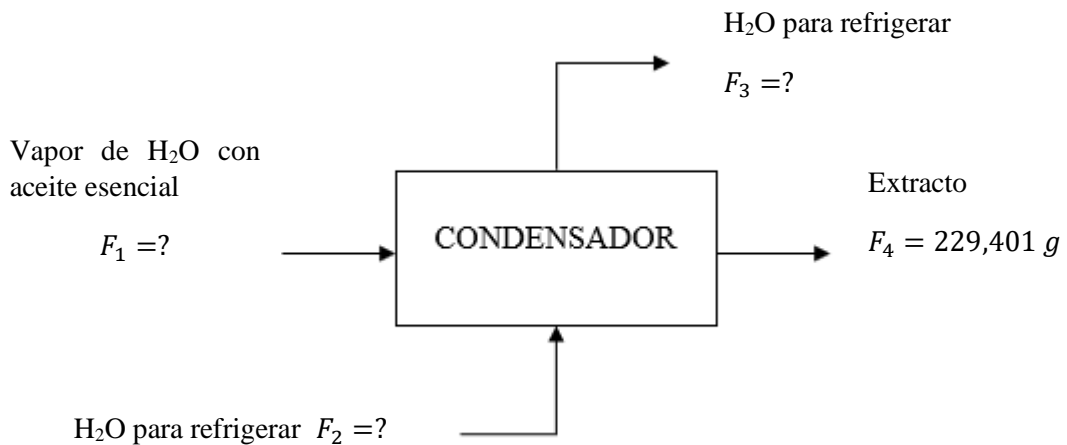 H₂O para refrigerar
F₃ =?
Vapor de H₂O con
aceite esencial
F₁ =?
CONDENSADOR
Extracto
F₄ = 229,401 g
H₂O para refrigerar F₂ =?